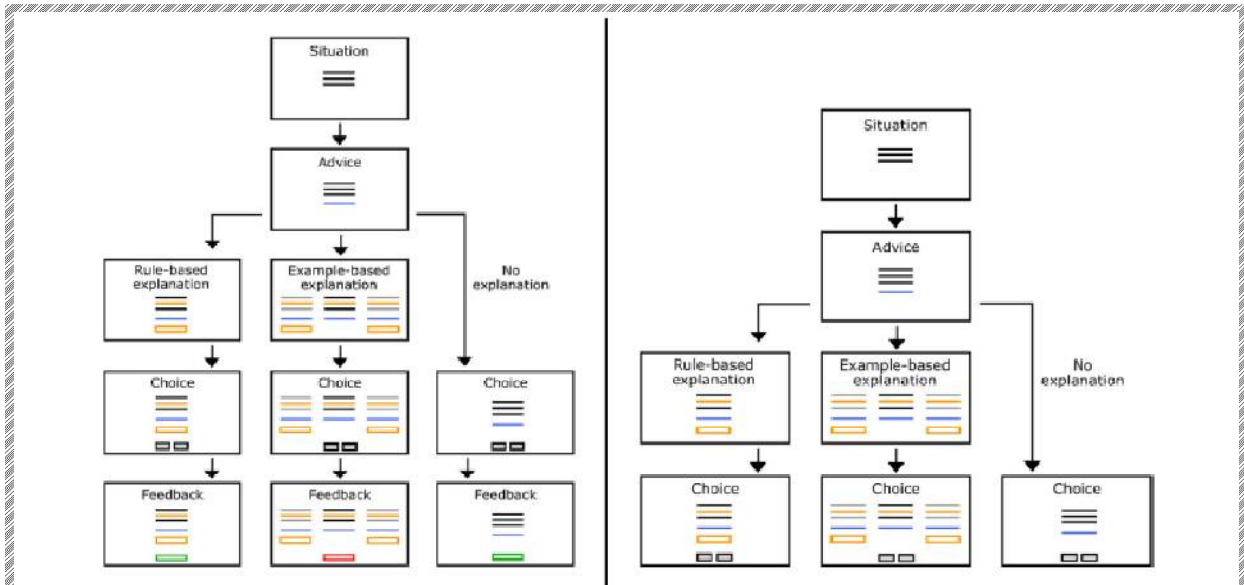 Situation
Advice
Rule-based
explanation
Example-based
explanation
No
explanation
Choice
Choice
Choice
Feedback
Feedback
Feedback
Situation
Advice
Rule-based
explanation
Example-based
explanation
No
explanation
Choice
Choice
Choice